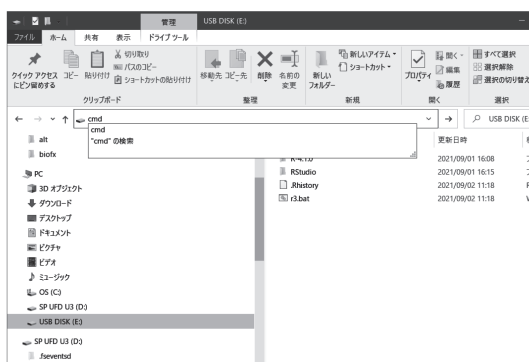 管理
USB DISK (E:)
ファイル
ホーム
共有
表示
ドライブ ツール
クイック アクセス
にピン留めする
コピー
貼り付け
切り取り
パスのコピー
ショートカットの貼り付け
クリップボード
移動先
コピー先
削除
名前の
変更
整理
新しい
フォルダー
新しいアイテム
ショートカット
新規
プロパティ
開く
編集
履歴
開く
すべて選択
選択解除
選択の切り替え
選択
cmd
USB DISK (E
cmd
"cmd" の検索
更新日時
alt
biofx
PC
3D オブジェクト
ダウンロード
デスクトップ
ドキュメント
ピクチャ
ビデオ
ミュージック
OS (C:)
SP UFD U3 (D:)
USB DISK (E:)
SP UFD U3 (D:)
.fseventsd
R-4.1.0
2021/09/01 16:08
RStudio
2021/09/01 16:15
.Rhistory
2021/09/02 11:18
r3.bat
2021/09/02 11:18